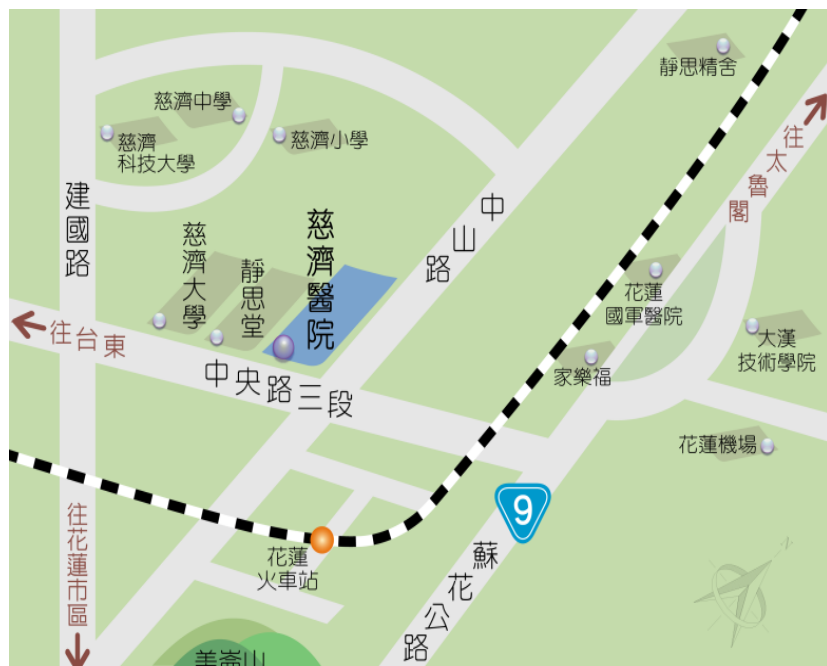 靜思精舍
往太魯閣
慈濟中學
慈濟
科技大學
慈濟小學
建國路
中山路
慈濟大學
靜思堂
慈濟醫院
花蓮
國軍醫院
往台東
大漢
技術學院
中央路三段
家樂福
花蓮機場
9
往花蓮市區
花蓮
火車站
蘇花公路
美崙山
N